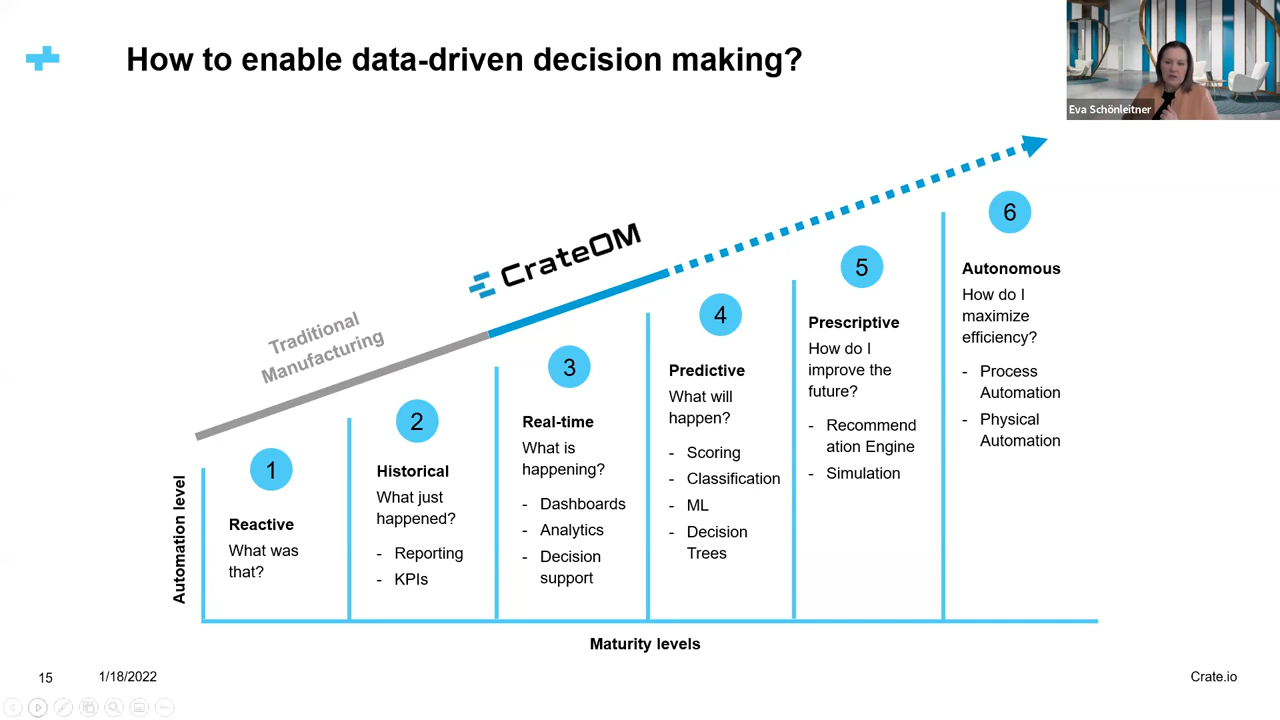 How to enable data-driven decision making?
Eva Schönleitner
CrateOM
Traditional
Manufacturing
Automation level
1
Reactive
What was
that?
2
Historical
What just
happened?
- Reporting
- KPIs
3
Real-time
What is
happening?
- Dashboards
- Analytics
- Decision
support
4
Predictive
What will
happen?
- Scoring
- Classification
- ML
- Decision
Trees
5
Prescriptive
How do I
improve the
future?
- Recommend
ation Engine
- Simulation
6
Autonomous
How do I
maximize
efficiency?
- Process
Automation
- Physical
Automation
Maturity levels
15
1/18/2022
Crate.io